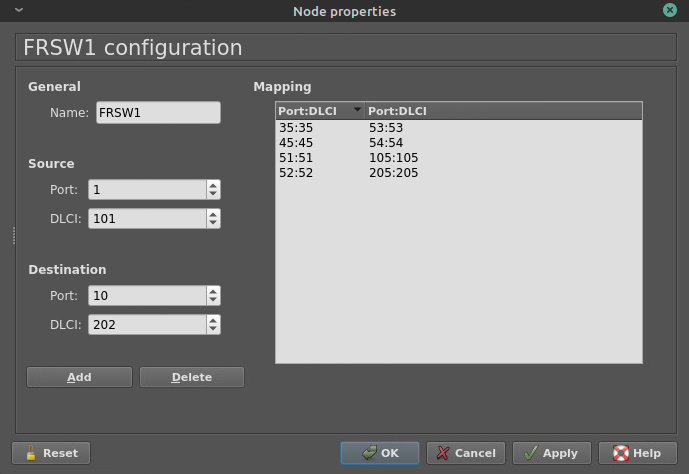 Node properties
FRSW1 configuration
General
Name: FRSW1
Source
Port: 1
DLCI: 101
Destination
Port: 10
DLCI: 202
Add Delete
Mapping
Port:DLCI Port:DLCI
35:35 53:53
45:45 54:54
51:51 105:105
52:52 205:205
Reset OK Cancel Apply Help